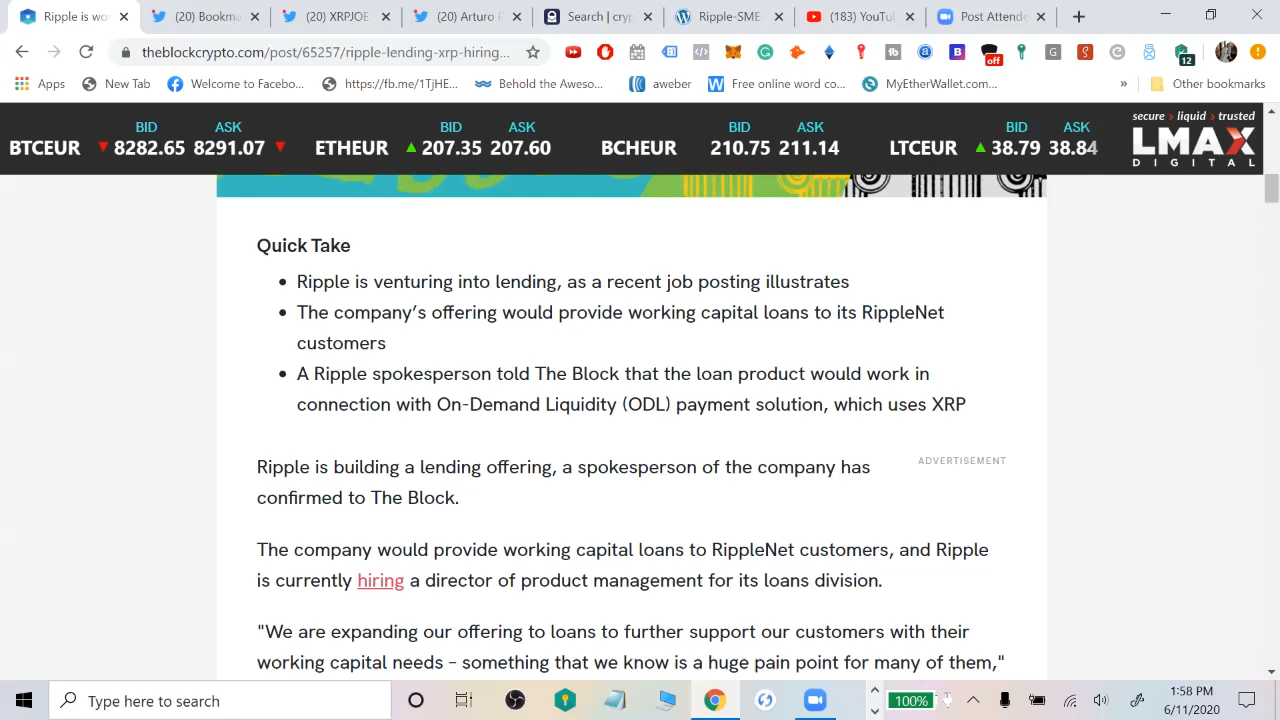 Ripple is wor
(20) Bookma
(20) XRPJOE
(20) Arturo P
Search | cryp
Ripple-SME
(183) YouTu
Post Attende
theblockcrypto.com/post/65257/ripple-lending-xrp-hiring...
off
12
Apps
New Tab
Welcome to Facebo...
https://fb.me/1TjHE...
Behold the Aweso...
aweber
Free online word co...
MyEtherWallet.com...
»
Other bookmarks
BID ASK
BTCEUR 8282.65 8291.07
BID ASK
ETHEUR 207.35 207.60
BID ASK
BCHEUR 210.75 211.14
BID ASK
LTCEUR 38.79 38.84
secure › liquid › trusted
LMAX
DIGITAL
Quick Take
• Ripple is venturing into lending, as a recent job posting illustrates
• The company’s offering would provide working capital loans to its RippleNet
customers
• A Ripple spokesperson told The Block that the loan product would work in
connection with On-Demand Liquidity (ODL) payment solution, which uses XRP
Ripple is building a lending offering, a spokesperson of the company has
confirmed to The Block.
ADVERTISEMENT
The company would provide working capital loans to RippleNet customers, and Ripple
is currently hiring a director of product management for its loans division.
"We are expanding our offering to loans to further support our customers with their
working capital needs – something that we know is a huge pain point for many of them,"
Type here to search
100%
1:58 PM
6/11/2020